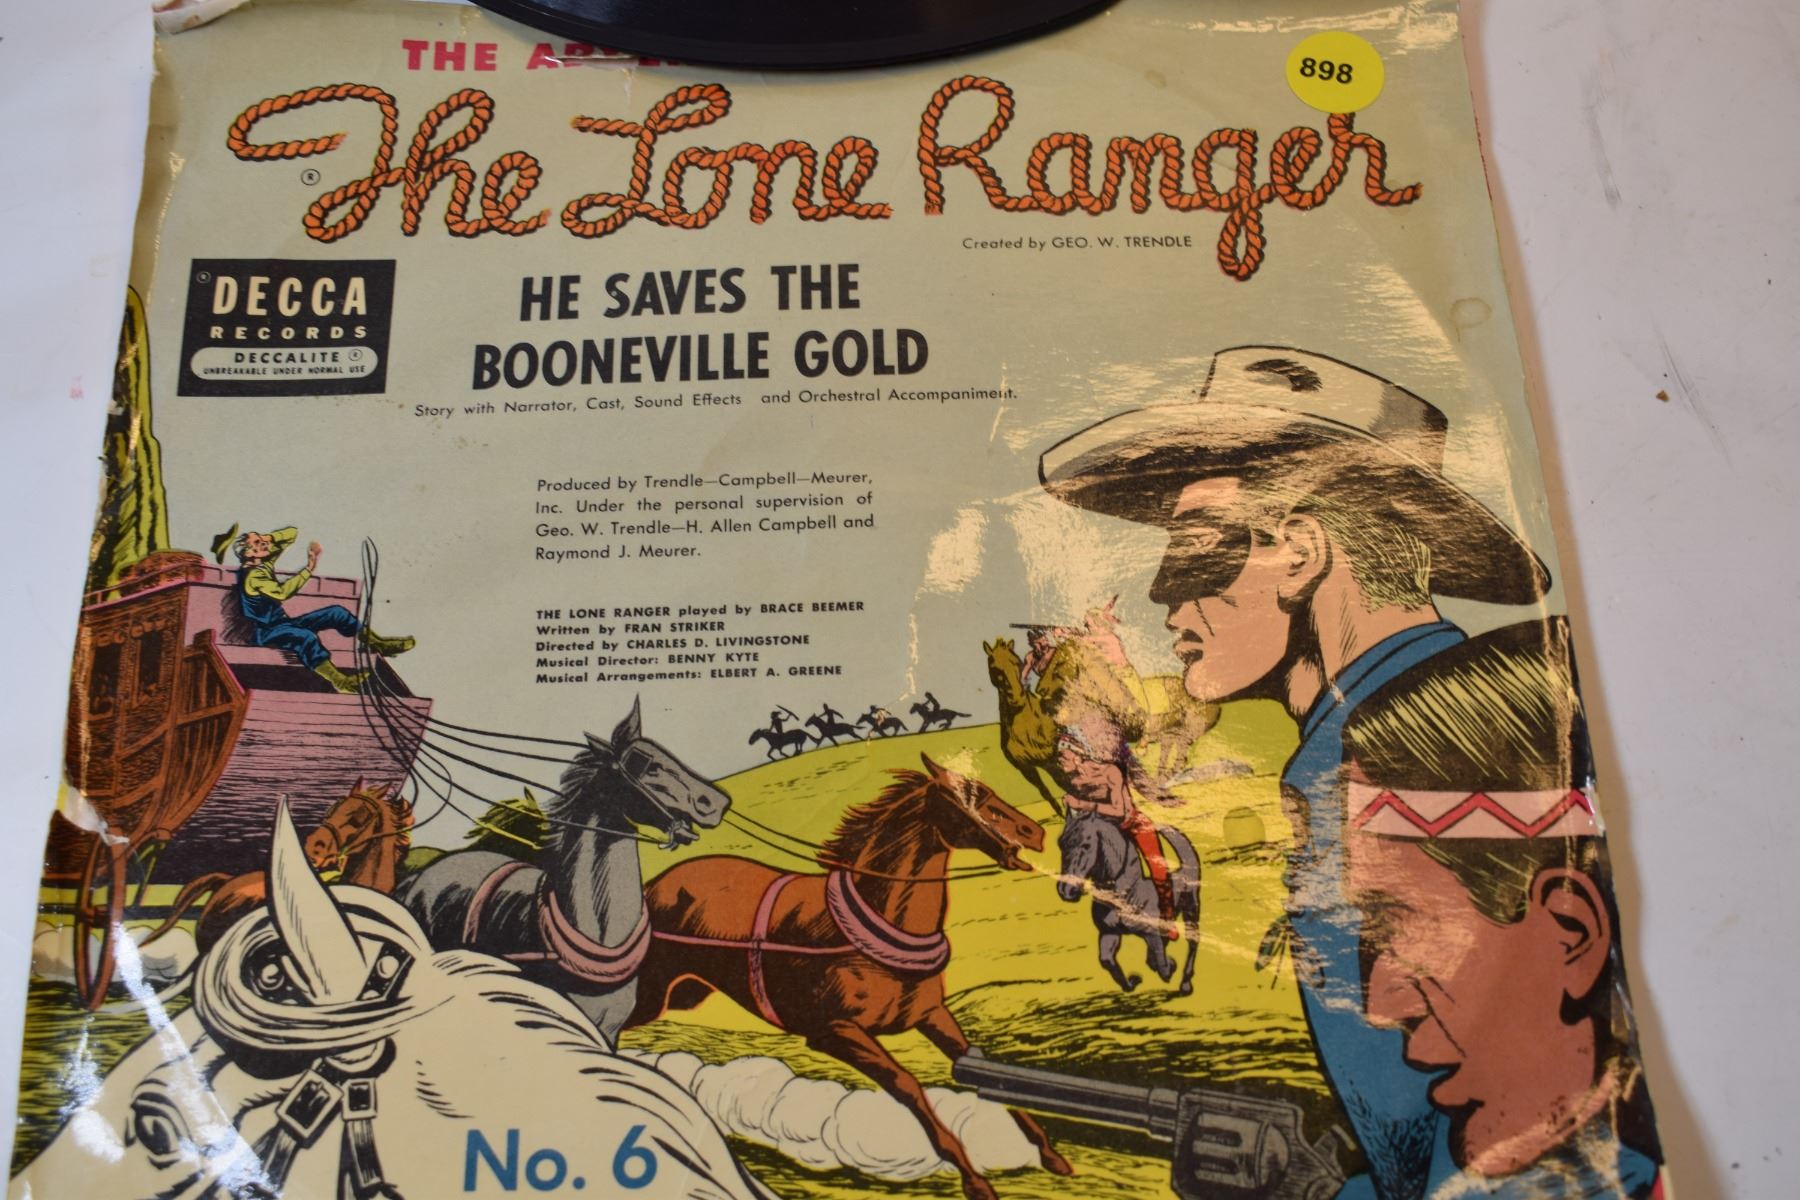 THE
898
The Lone Ranger
®
Created by GEO. W. TRENDLE
® DECCA
RECORDS
DECCALITE ®
UNBREAKABLE UNDER NORMAL USE
HE SAVES THE
BOONEVILLE GOLD
Story with Narrator, Cast, Sound Effects and Orchestral Accompaniment.
Produced by Trendle—Campbell—Meurer,
Inc. Under the personal supervision of
Geo. W. Trendle—H. Allen Campbell and
Raymond J. Meurer.
THE LONE RANGER played by BRACE BEEMER
Written by FRAN STRIKER
Directed by CHARLES D. LIVINGSTONE
Musical Director: BENNY KYTE
Musical Arrangements: ELBERT A. GREENE
No. 6